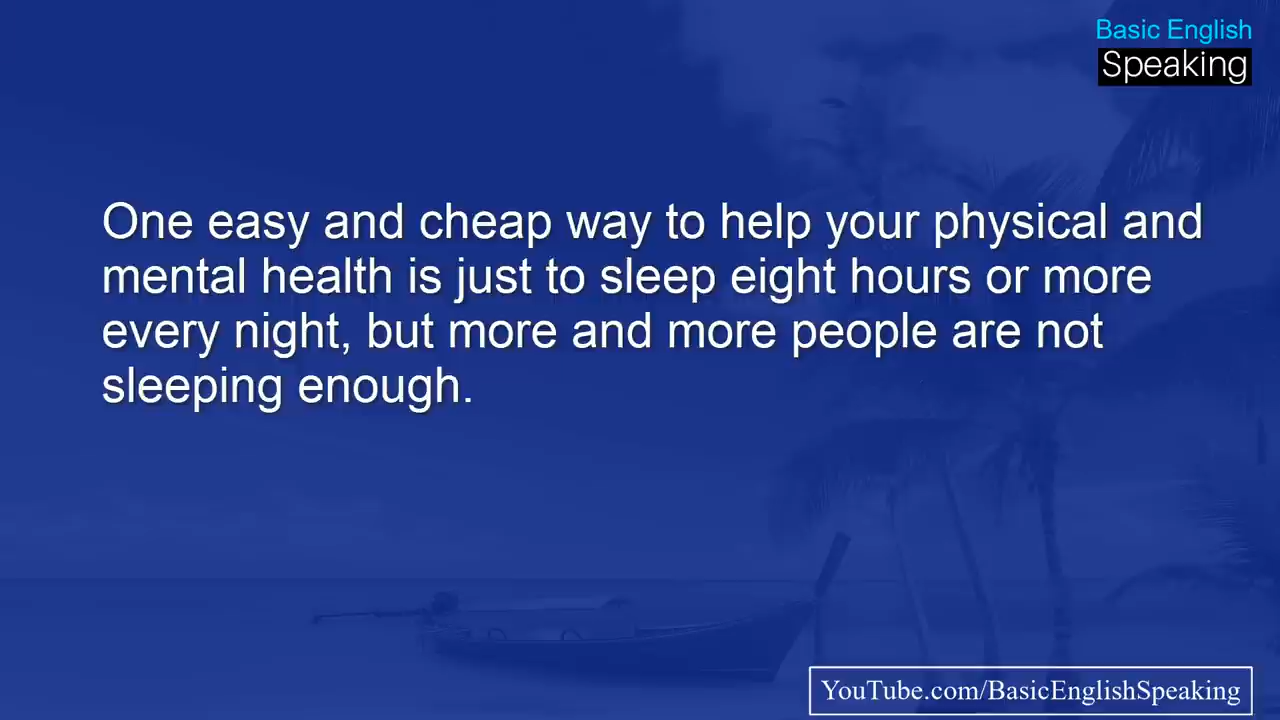 Basic English
Speaking
One easy and cheap way to help your physical and
mental health is just to sleep eight hours or more
every night, but more and more people are not
sleeping enough.
YouTube.com/BasicEnglishSpeaking